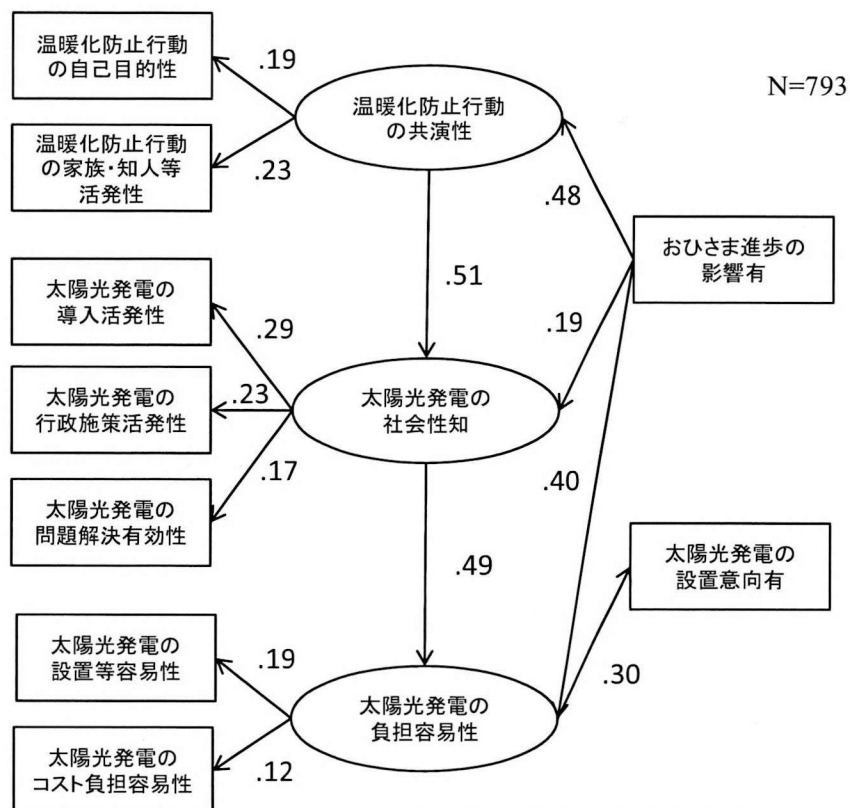 温暖化防止行動
の自己目的性
.19
温暖化防止行動
の共演性
N=793
温暖化防止行動
の家族・知人等
活発性
.23
.48
おひさま進歩の
影響有
.51
太陽光発電の
導入活発性
.29
.19
太陽光発電の
行政施策活発性
.23
太陽光発電の
社会性知
.17
.40
太陽光発電の
問題解決有効性
太陽光発電の
設置意向有
.49
太陽光発電の
設置等容易性
.19
.30
太陽光発電の
負担容易性
太陽光発電の
コスト負担容易性
.12